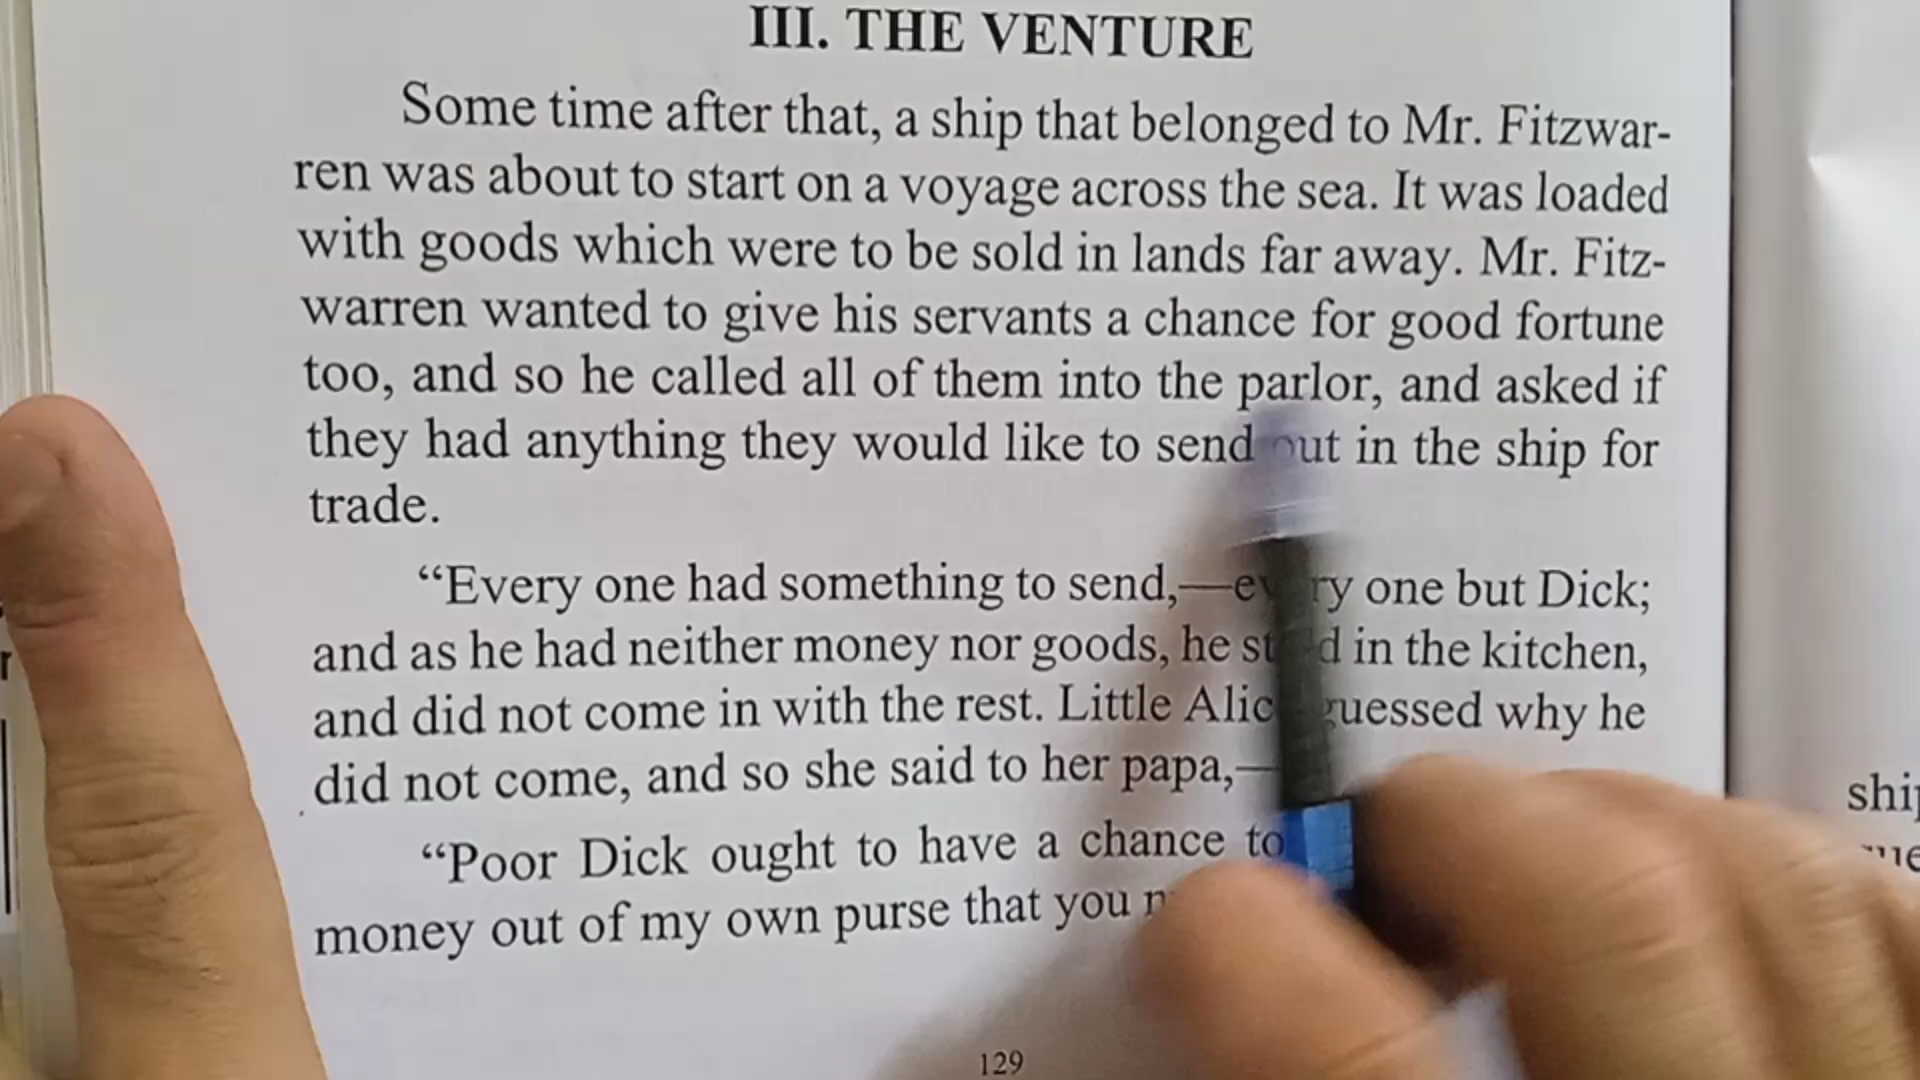 III. THE VENTURE
Some time after that, a ship that belonged to Mr. Fitzwar-
ren was about to start on a voyage across the sea. It was loaded
with goods which were to be sold in lands far away. Mr. Fitz-
warren wanted to give his servants a chance for good fortune
too, and so he called all of them into the parlor, and asked if
they had anything they would like to send out in the ship for
trade.
“Every one had something to send,—every one but Dick;
and as he had neither money nor goods, he in the kitchen,
and did not come in with the rest. Little Alice guessed why he
did not come, and so she said to her papa,—
“Poor Dick ought to have a chance to
money out of my own purse that you
129